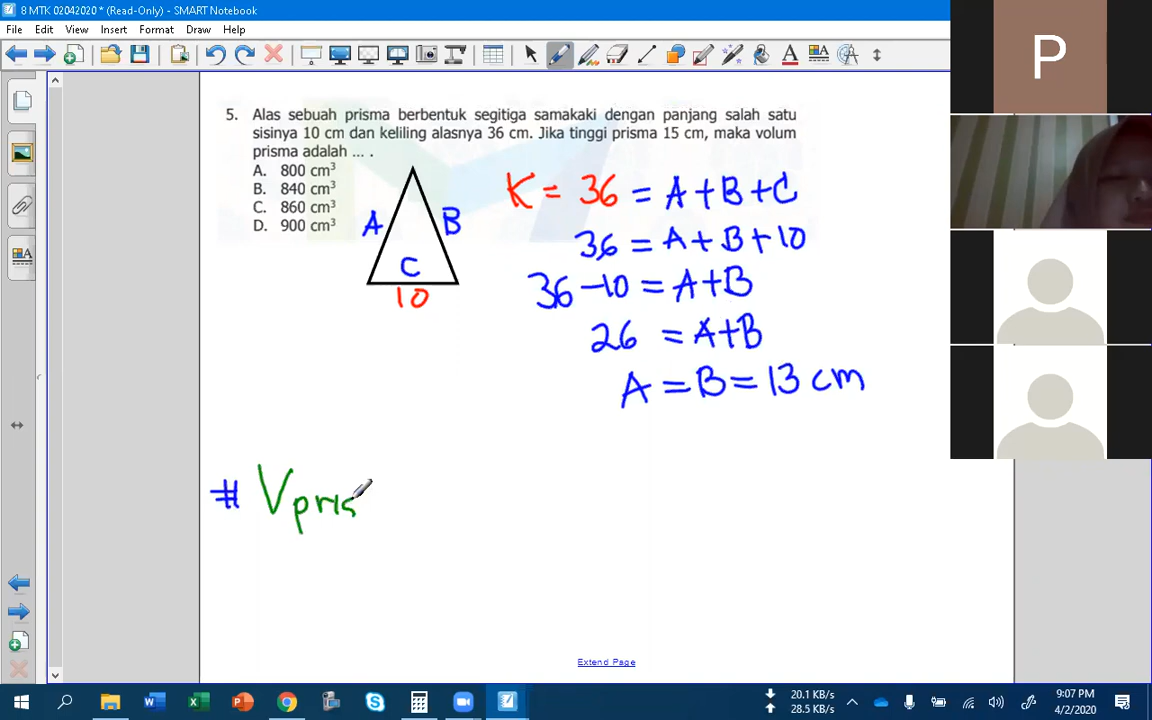 8 MTK 02042020 * (Read-Only) - SMART Notebook
File Edit View Insert Format Draw Help
5. Alas sebuah prisma berbentuk segitiga samakaki dengan panjang salah satu
sisinya 10 cm dan keliling alasnya 36 cm. Jika tinggi prisma 15 cm, maka volum
prisma adalah ... .
A. 800 cm³
B. 840 cm³
C. 860 cm³
D. 900 cm³
A B
C
10
K = 36 = A + B + C
36 = A + B + 10
36 - 10 = A + B
26 = A + B
A = B = 13 cm
# Vpris
Extend Page
P
20.1 KB/s
28.5 KB/s
9:07 PM
4/2/2020